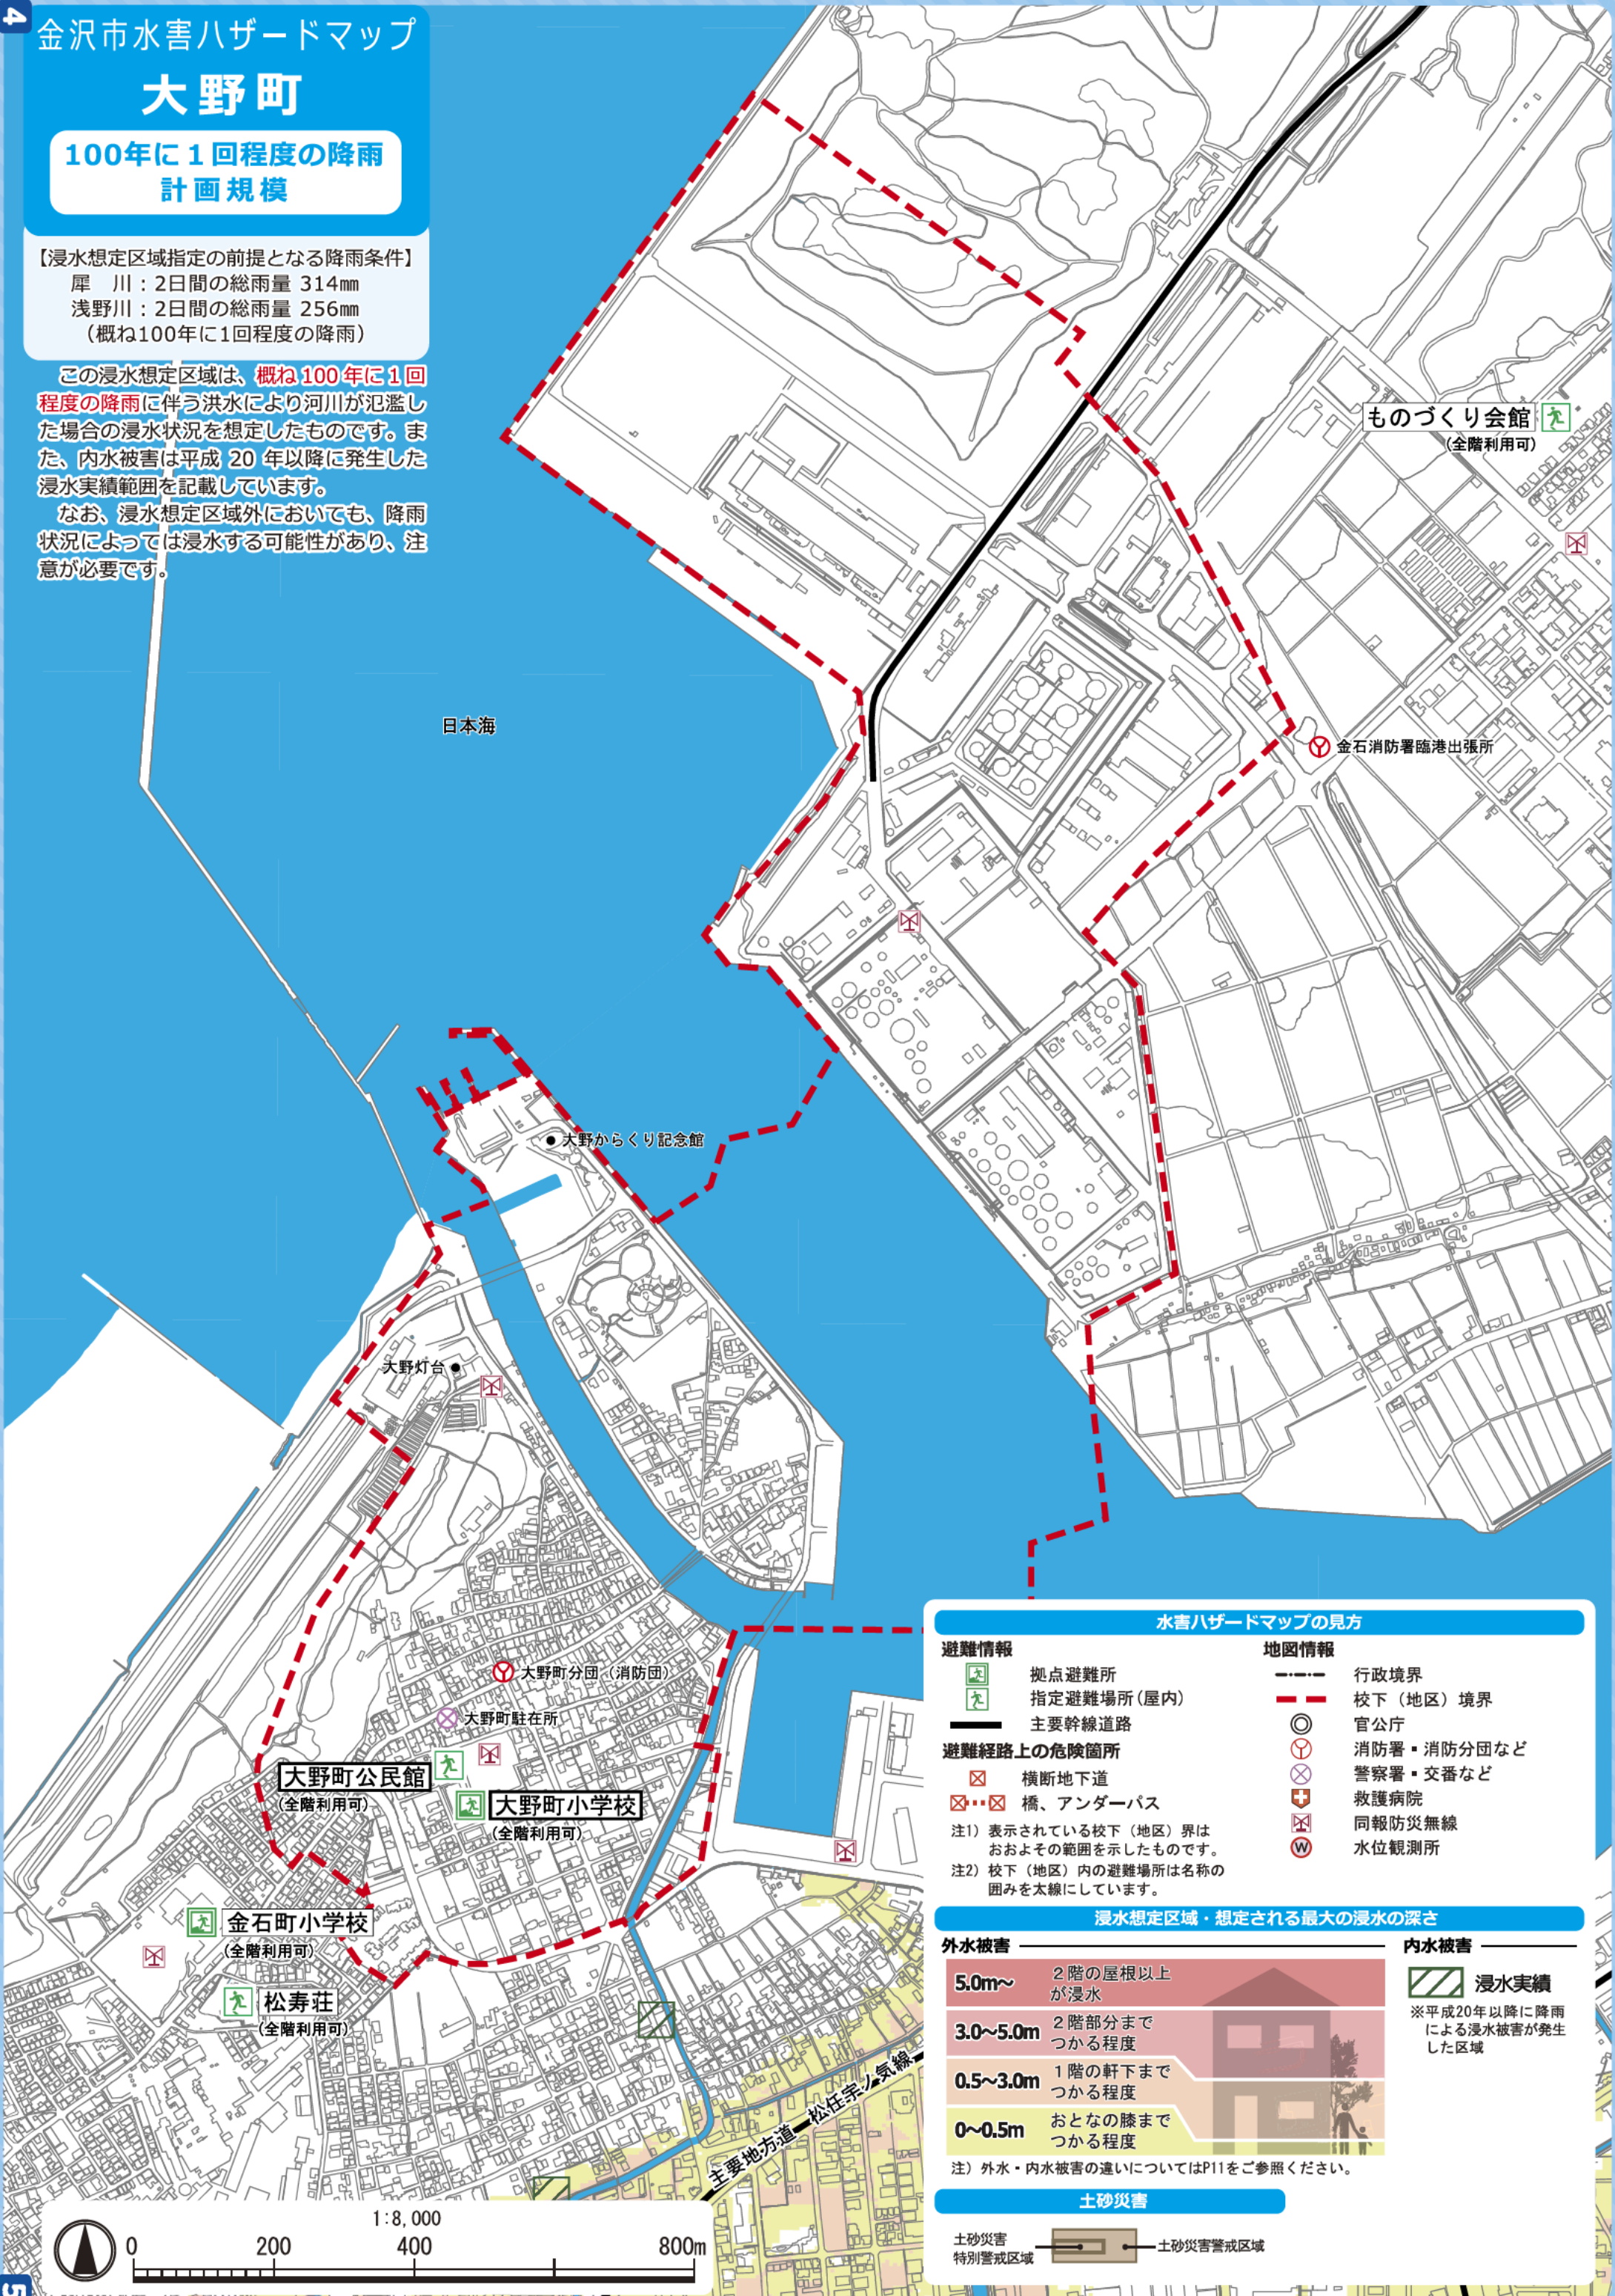 4
金沢市水害ハザードマップ
大野町
100年に1回程度の降雨
計画規模
【浸水想定区域指定の前提となる降雨条件】
犀　川：2日間の総雨量 314㎜
浅野川：2日間の総雨量 256㎜
（概ね100年に1回程度の降雨）
この浸水想定区域は、概ね100年に1回
程度の降雨に伴う洪水により河川が氾濫し
た場合の浸水状況を想定したものです。ま
た、内水被害は平成 20 年以降に発生した
浸水実績範囲を記載しています。
なお、浸水想定区域外においても、降雨
状況によっては浸水する可能性があり、注
意が必要です。
ものづくり会館
(全階利用可)
日本海
金石消防署臨港出張所
大野からくり記念館
大野灯台
大野町分団（消防団）
大野町駐在所
大野町公民館
(全階利用可)
大野町小学校
(全階利用可)
金石町小学校
(全階利用可)
松寿荘
(全階利用可)
主要地方道　松任宇ノ気線
水害ハザードマップの見方
避難情報
拠点避難所
指定避難場所(屋内)
主要幹線道路
避難経路上の危険箇所
横断地下道
橋、アンダーパス
注1）表示されている校下（地区）界は
おおよその範囲を示したものです。
注2）校下（地区）内の避難場所は名称の
囲みを太線にしています。
地図情報
行政境界
校下（地区）境界
官公庁
消防署・消防分団など
警察署・交番など
救護病院
同報防災無線
W 水位観測所
浸水想定区域・想定される最大の浸水の深さ
外水被害
5.0m～ 2階の屋根以上
が浸水
3.0～5.0m 2階部分まで
つかる程度
0.5～3.0m 1階の軒下まで
つかる程度
0～0.5m おとなの膝まで
つかる程度
内水被害
浸水実績
※平成20年以降に降雨
による浸水被害が発生
した区域
注）外水・内水被害の違いについてはP11をご参照ください。
土砂災害
土砂災害
特別警戒区域
土砂災害警戒区域
1:8,000
0 200 400 800m
5